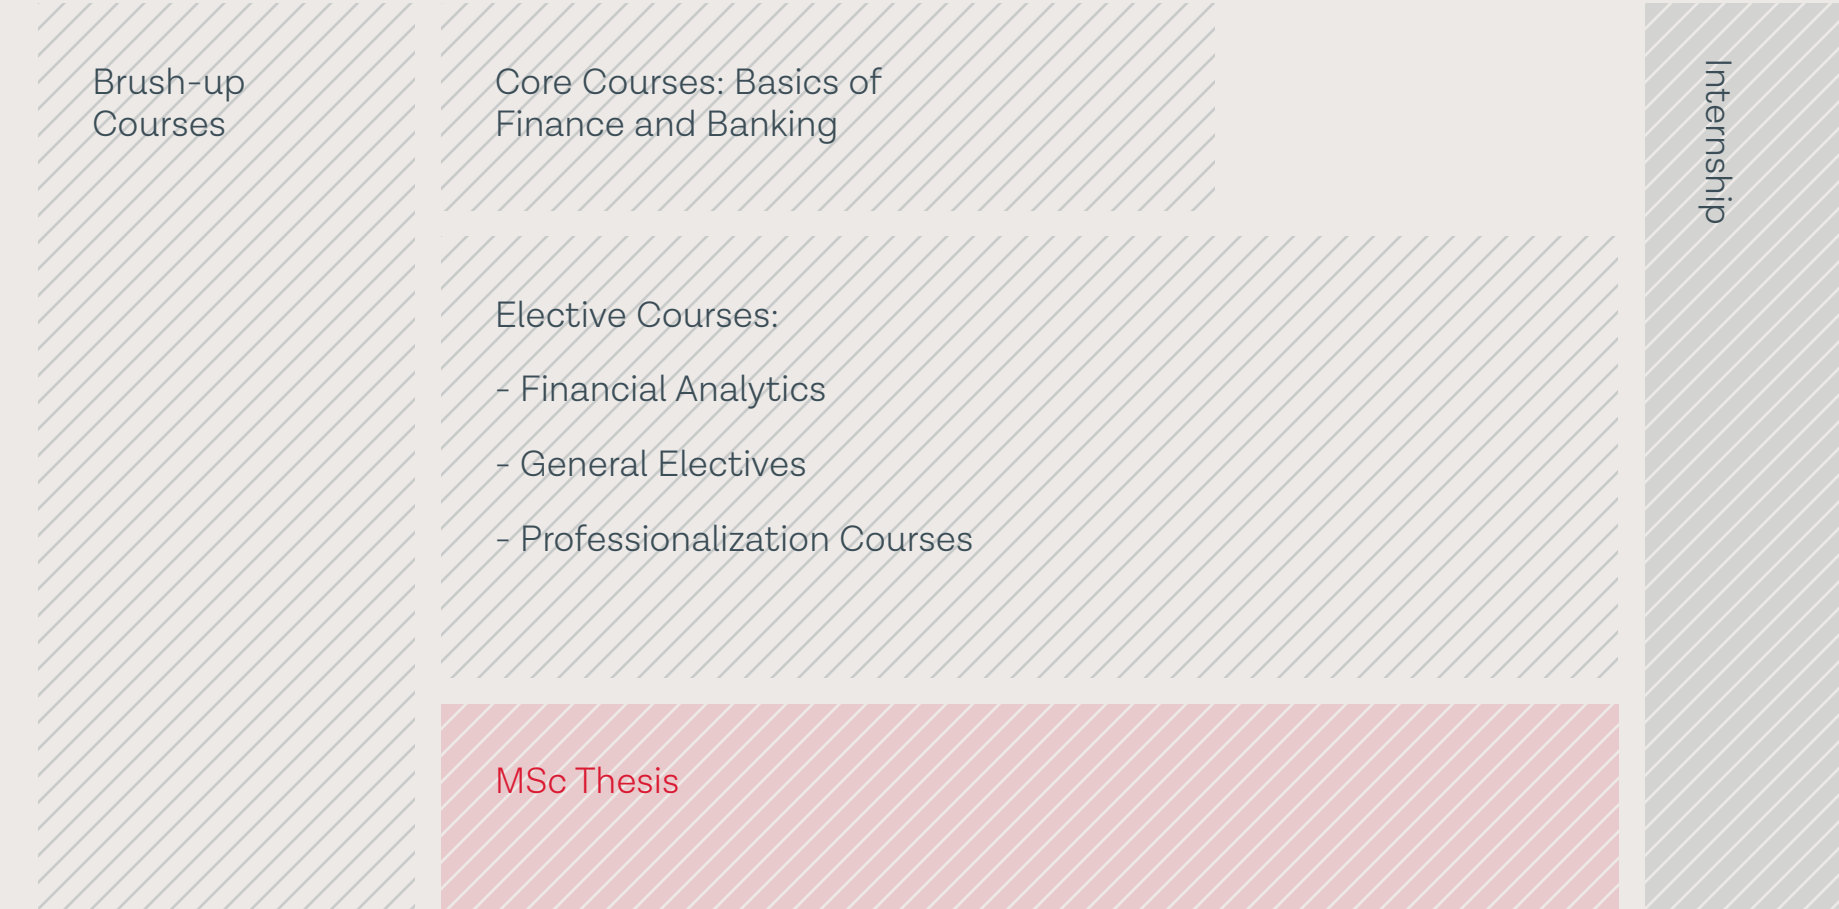 Brush-up
Courses
Core Courses: Basics of
Finance and Banking
Elective Courses:
- Financial Analytics
- General Electives
- Professionalization Courses
MSc Thesis
Internship